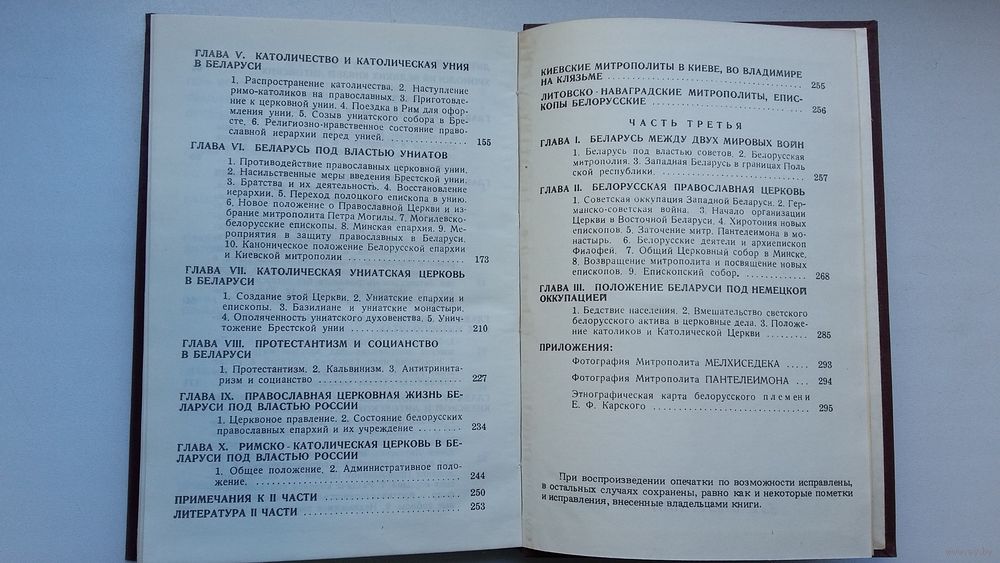 ГЛАВА V. КАТОЛИЧЕСТВО И КАТОЛИЧЕСКАЯ УНИЯ
В БЕЛАРУСИ
1. Распространение католичества. 2. Наступление
римо-католиков на православных. 3. Приготовле-
ние к церковной унии. 4. Поездка в Рим для офор-
мления унии. 5. Созыв униатского собора в Бре-
сте. 6. Религиозно-нравственное состояние право-
славной иерархии перед унией. . . . . . . . . . . . . 155
ГЛАВА VI. БЕЛАРУСЬ ПОД ВЛАСТЬЮ УНИАТОВ
1. Противодействие православных церковной унии.
2. Насильственные меры введения Брестской унии.
3. Братства и их деятельность. 4. Восстановление
иерархии. 5. Переход полоцкого епископа в унию.
6. Новое положение о Православной Церкви и из-
брание митрополита Петра Могилы. 7. Могилевско-
белорусские епископы. 8. Минская епархия. 9. Ме-
роприятия в защиту православных в Беларуси.
10. Каноническое положение Белорусской епархии
и Киевской митрополии . . . . . . . . . . . . . . . 173
ГЛАВА VII. КАТОЛИЧЕСКАЯ УНИАТСКАЯ ЦЕРКОВЬ
В БЕЛАРУСИ
1. Создание этой Церкви. 2. Униатские епархии и
епископы. 3. Базилиане и униатские монастыри.
4. Ополяченность униатского духовенства. 5. Унич-
тожение Брестской унии . . . . . . . . . . . . . . . 210
ГЛАВА VIII. ПРОТЕСТАНТИЗМ И СОЦИАНСТВО
В БЕЛАРУСИ
1. Протестантизм. 2. Кальвинизм. 3. Антитринита-
ризм и социанство . . . . . . . . . . . . . . . . . . 227
ГЛАВА IX. ПРАВОСЛАВНАЯ ЦЕРКОВНАЯ ЖИЗНЬ БЕ-
ЛАРУСИ ПОД ВЛАСТЬЮ РОССИИ
1. Церквоное правление. 2. Состояние белорусских
православных епархий и их учреждение . . . . . . . . 234
ГЛАВА X. РИМСКО-КАТОЛИЧЕСКАЯ ЦЕРКОВЬ В БЕ-
ЛАРУСИ ПОД ВЛАСТЬЮ РОССИИ
1. Общее положение. 2. Административное поло-
жение. . . . . . . . . . . . . . . . . . . . . . . . 244
ПРИМЕЧАНИЯ К II ЧАСТИ . . . . . . . . . . . . . . . 250
ЛИТЕРАТУРА II ЧАСТИ . . . . . . . . . . . . . . . . 253
КИЕВСКИЕ МИТРОПОЛИТЫ В КИЕВЕ, ВО ВЛАДИМИРЕ
НА КЛЯЗЬМЕ . . . . . . . . . . . . . . . . . . . . . 255
ЛИТОВСКО-НАВАГРАДСКИЕ МИТРОПОЛИТЫ, ЕПИС-
КОПЫ БЕЛОРУССКИЕ . . . . . . . . . . . . . . . . . . 256
ЧАСТЬ ТРЕТЬЯ
ГЛАВА I. БЕЛАРУСЬ МЕЖДУ ДВУХ МИРОВЫХ ВОЙН
1. Беларусь под властью советов. 2. Белорусская
митрополия. 3. Западная Беларусь в границах Поль
ской республики. . . . . . . . . . . . . . . . . . . 257
ГЛАВА II. БЕЛОРУССКАЯ ПРАВОСЛАВНАЯ ЦЕРКОВЬ
1. Советская оккупация Западной Беларуси. 2. Гер-
манско-советская война. 3. Начало организации
Церкви в Восточной Беларуси. 4. Хиротония новых
епископов. 5. Заточение митр. Пантелеимона в мо-
настырь. 6. Белорусские деятели и архиепископ
Филофей. 7. Общий Церковный собор в Минске.
8. Возвращение митрополита и посвящение новых
епископов. 9. Епископский собор. . . . . . . . . . . 268
ГЛАВА III. ПОЛОЖЕНИЕ БЕЛАРУСИ ПОД НЕМЕЦКОЙ
ОККУПАЦИЕЙ
1. Бедствие населения. 2. Вмешательство светского
белорусского актива в церковные дела. 3. Положе-
ние католиков и Католической Церкви . . . . . . . . 285
ПРИЛОЖЕНИЯ:
Фотография Митрополита МЕЛХИСЕДЕКА . . . . . 293
Фотография Митрополита ПАНТЕЛЕИМОНА . . . . 294
Этнографическая карта белорусского племени
Е. Ф. Карского . . . . . . . . . . . . . . . . . . . 295
При воспроизведении опечатки по возможности исправлены,
в остальных случаях сохранены, равно как и некоторые пометки
и исправления, внесенные владельцами книги.